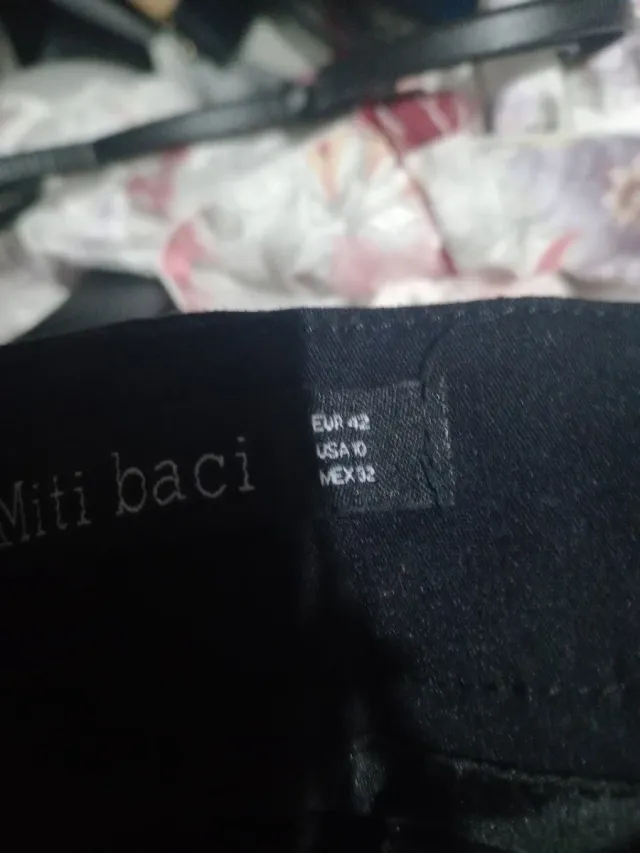 Miti baci
EUR 42
USA 10
MEX 32